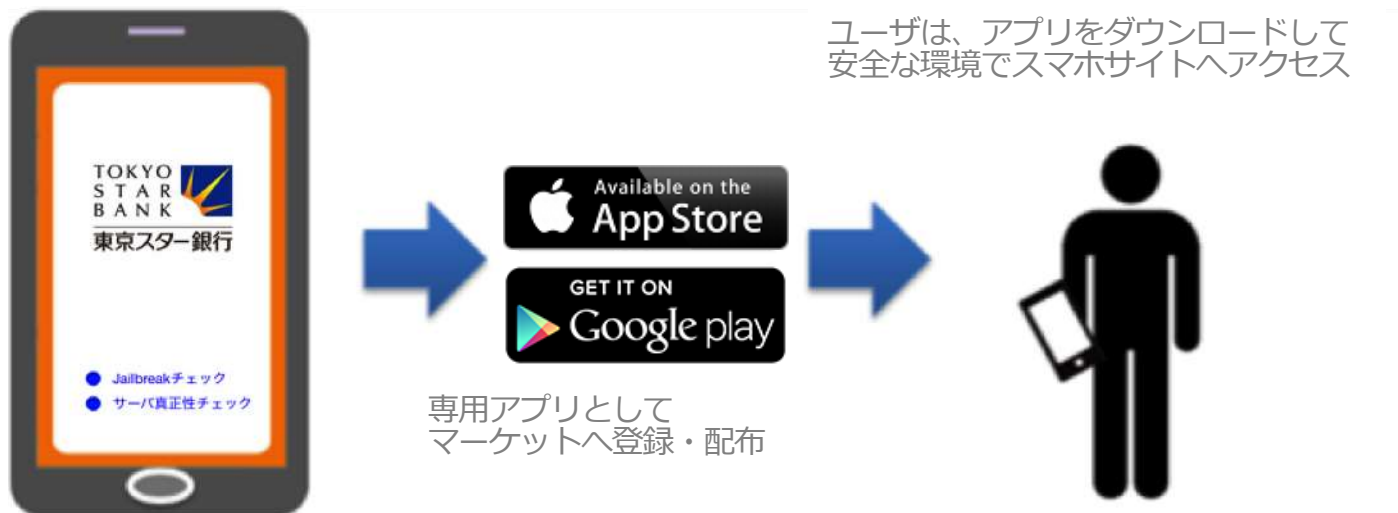 TOKYO
STAR
BANK
東京スター銀行
Jailbreakチェック
サーバ真正性チェック
Available on the
App Store
GET IT ON
Google play
専用アプリとして
マーケットへ登録・配布
ユーザは、アプリをダウンロードして
安全な環境でスマホサイトへアクセス